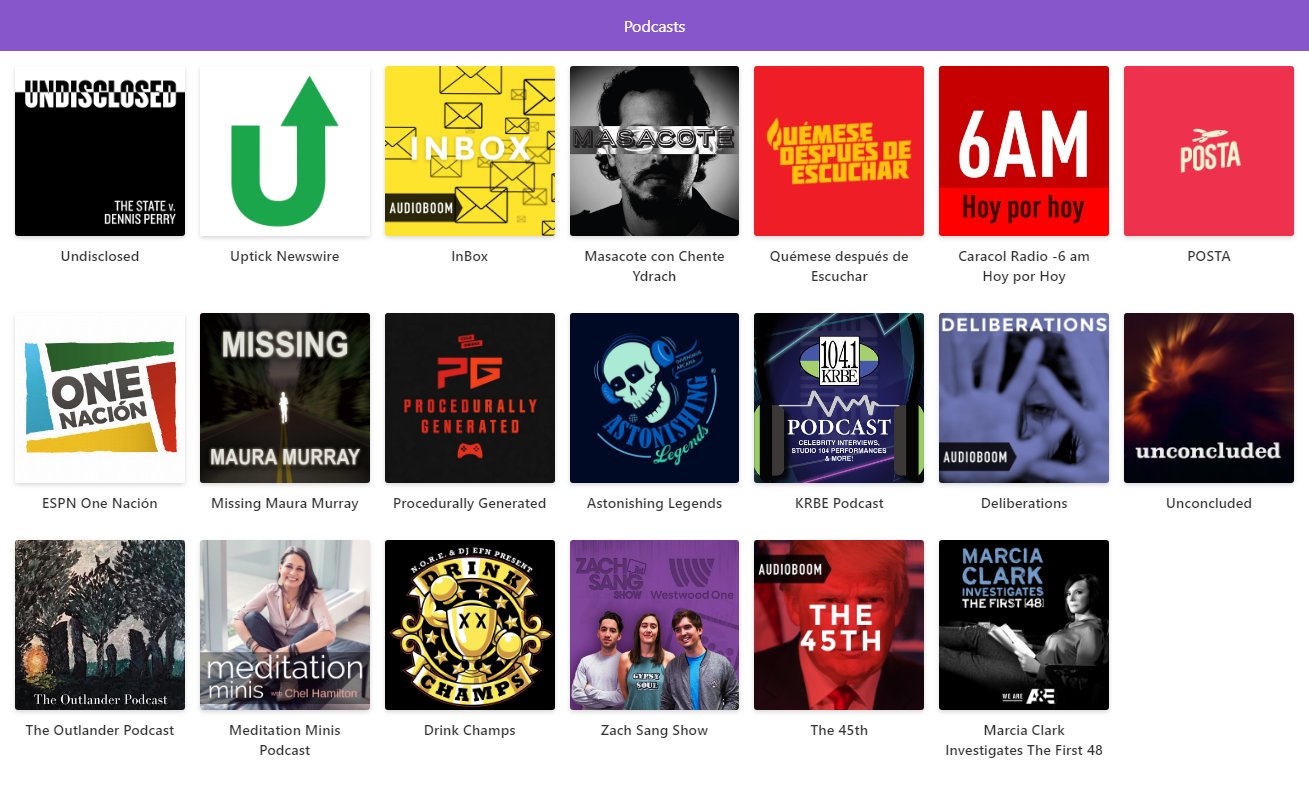 Podcasts
UNDISCLOSED
THE STATE v.
DENNIS PERRY
Undisclosed
U
Uptick Newswire
INBOX
AUDIOBOOM
InBox
MASACOTE
Masacote con Chente
Ydrach
QUÉMESE
DESPUÉS DE
ESCUCHAR
Quémese después de
Escuchar
6AM
Hoy por hoy
Caracol Radio -6 am
Hoy por Hoy
POSTA
POSTA
ONE
NACIÓN
ESPN One Nación
MISSING
MAURA MURRAY
Missing Maura Murray
PG
PROCEDURALLY
GENERATED
Procedurally Generated
ASTONISHING
Legends
Astonishing Legends
104.1
KRBE
PODCAST
CELEBRITY INTERVIEWS,
STUDIO 104 PERFORMANCES
& MORE!
KRBE Podcast
DELIBERATIONS
AUDIOBOOM
Deliberations
unconcluded
Unconcluded
The Outlander Podcast
The Outlander Podcast
meditation
minis with Chel Hamilton
Meditation Minis
Podcast
N.O.R.E. & DJ EFN PRESENT
DRINK
CHAMPS
Drink Champs
ZACH
SANG
SHOW
Westwood One
GYPSY
SOUL
Zach Sang Show
AUDIOBOOM
THE
45TH
The 45th
MARCIA
CLARK
INVESTIGATES
THE FIRST [48]
WE ARE A&E
Marcia Clark
Investigates The First 48